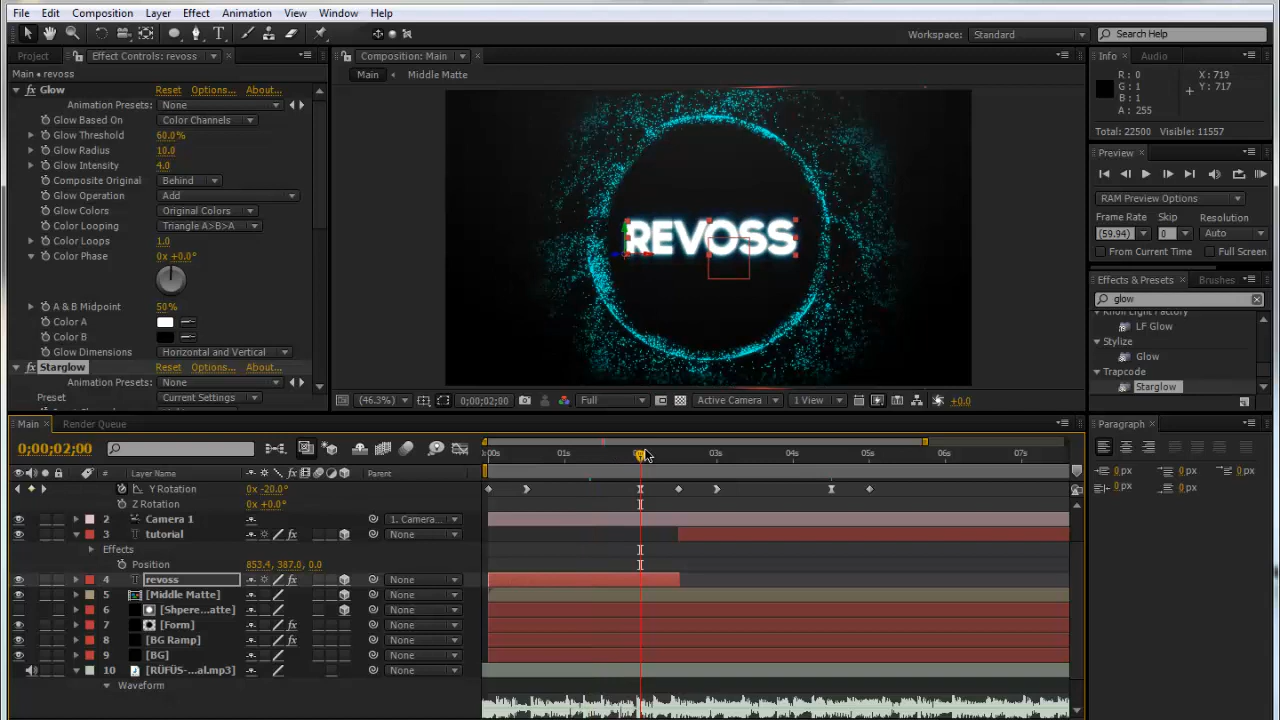 File Edit Composition Layer Effect Animation View Window Help
Workspace: Standard Search Help
Project Effect Controls: revoss
Main • revoss
Glow Reset Options... About...
Animation Presets: None
Glow Based On Color Channels
Glow Threshold 60.0%
Glow Radius 10.0
Glow Intensity 4.0
Composite Original Behind
Glow Operation Add
Glow Colors Original Colors
Color Looping Triangle A>B>A
Color Loops 1.0
Color Phase 0x +0.0°
A & B Midpoint 50%
Color A
Color B
Glow Dimensions Horizontal and Vertical
Starglow Reset Options... About...
Animation Presets: None
Preset Current Settings
Composition: Main
Main Middle Matte
REVOSS
(46.3%) 0;00;02;00 Full Active Camera 1 View +0.0
Info Audio
R: 0 X: 719
G: 1 Y: 717
B: 1
A: 255
Total: 22500 Visible: 11557
Preview
RAM Preview Options
Frame Rate Skip Resolution
(59.94) 0 Auto
From Current Time Full Screen
Effects & Presets Brushes
glow
LF Glow
Stylize
Glow
Trapcode
Starglow
Main Render Queue
0;00;02;00
:00s 01s 03s 04s 05s 06s 07s
# Layer Name Parent
Y Rotation 0x -20.0°
Z Rotation 0x +0.0°
2 Camera 1 1. Camera...
3 tutorial None
Effects
Position 853.4, 387.0, 0.0
4 revoss None
5 [Middle Matte] None
6 [Shpere...atte] None
7 [Form] None
8 [BG Ramp] None
9 [BG] None
10 [RÜFÜS-...al.mp3] None
Waveform
Paragraph
0 px 0 px 0 px
0 px 0 px